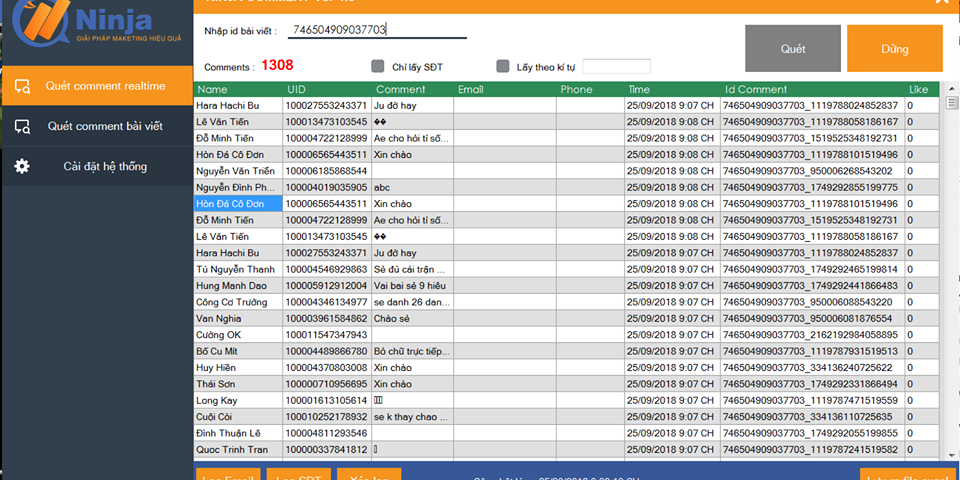 Ninja
GIẢI PHÁP MAKETING HIỆU QUẢ
Quét comment realtime
Quét comment bài viết
Cài đặt hệ thống
Nhập id bài viết : 746504909037703
Comments : 1308 Chỉ lấy SĐT Lấy theo kí tự
Quét Dừng
Name UID Comment Email Phone Time Id Comment Like
Hara Hachi Bu 100027553243371 Ju đờ hay 25/09/2018 9:07 CH 746504909037703_1119788024852837 0
Lê Văn Tiến 100013473103545 �� 25/09/2018 9:08 CH 746504909037703_1119788058186167 0
Đỗ Minh Tiến 100004722128999 Ae cho hỏi tỉ số... 25/09/2018 9:08 CH 746504909037703_1519525348192731 0
Hòn Đá Cô Đơn 100006565443511 Xin chào 25/09/2018 9:08 CH 746504909037703_1119788101519496 0
Nguyễn Văn Triển 100006185868544 25/09/2018 9:08 CH 746504909037703_950006268543202 0
Nguyễn Đình Ph... 100004019035905 abc 25/09/2018 9:08 CH 746504909037703_1749292855199775 0
Hòn Đá Cô Đơn 100006565443511 Xin chào 25/09/2018 9:08 CH 746504909037703_1119788101519496 0
Đỗ Minh Tiến 100004722128999 Ae cho hỏi tỉ số... 25/09/2018 9:08 CH 746504909037703_1519525348192731 0
Lê Văn Tiến 100013473103545 �� 25/09/2018 9:08 CH 746504909037703_1119788058186167 0
Hara Hachi Bu 100027553243371 Ju đờ hay 25/09/2018 9:07 CH 746504909037703_1119788024852837 0
Tú Nguyễn Thanh 100004546929863 Sé đủ cái trận ... 25/09/2018 9:07 CH 746504909037703_1749292465199814 0
Hung Manh Dao 100005912912004 Vai bai sẻ 9 hiêu 25/09/2018 9:07 CH 746504909037703_1749292441866483 0
Công Cơ Trưởng 100004346134977 se danh 26 dan... 25/09/2018 9:07 CH 746504909037703_950006088543220 0
Van Nghia 100003961584862 Chào sé 25/09/2018 9:07 CH 746504909037703_950006081876554 0
Cường OK 100011547347943 25/09/2018 9:07 CH 746504909037703_2162192984058895 0
Bố Cu Mít 100004489866780 Bỏ chữ trực tiếp... 25/09/2018 9:07 CH 746504909037703_1119787931519513 0
Huy Hiền 100004370803008 Xin chào 25/09/2018 9:07 CH 746504909037703_334136240725622 0
Thái Sơn 100000710956695 Xin chào 25/09/2018 9:07 CH 746504909037703_1749292331866494 0
Long Kay 100001613105614 25/09/2018 9:07 CH 746504909037703_1119787471519559 0
Cuội Còi 100010252178932 se k thay chao ... 25/09/2018 9:07 CH 746504909037703_334136110725635 0
Đình Thuận Lê 100004811293546 25/09/2018 9:07 CH 746504909037703_1749292055199855 0
Quoc Trinh Tran 100000337841812 25/09/2018 9:07 CH 746504909037703_1119787241519582 0